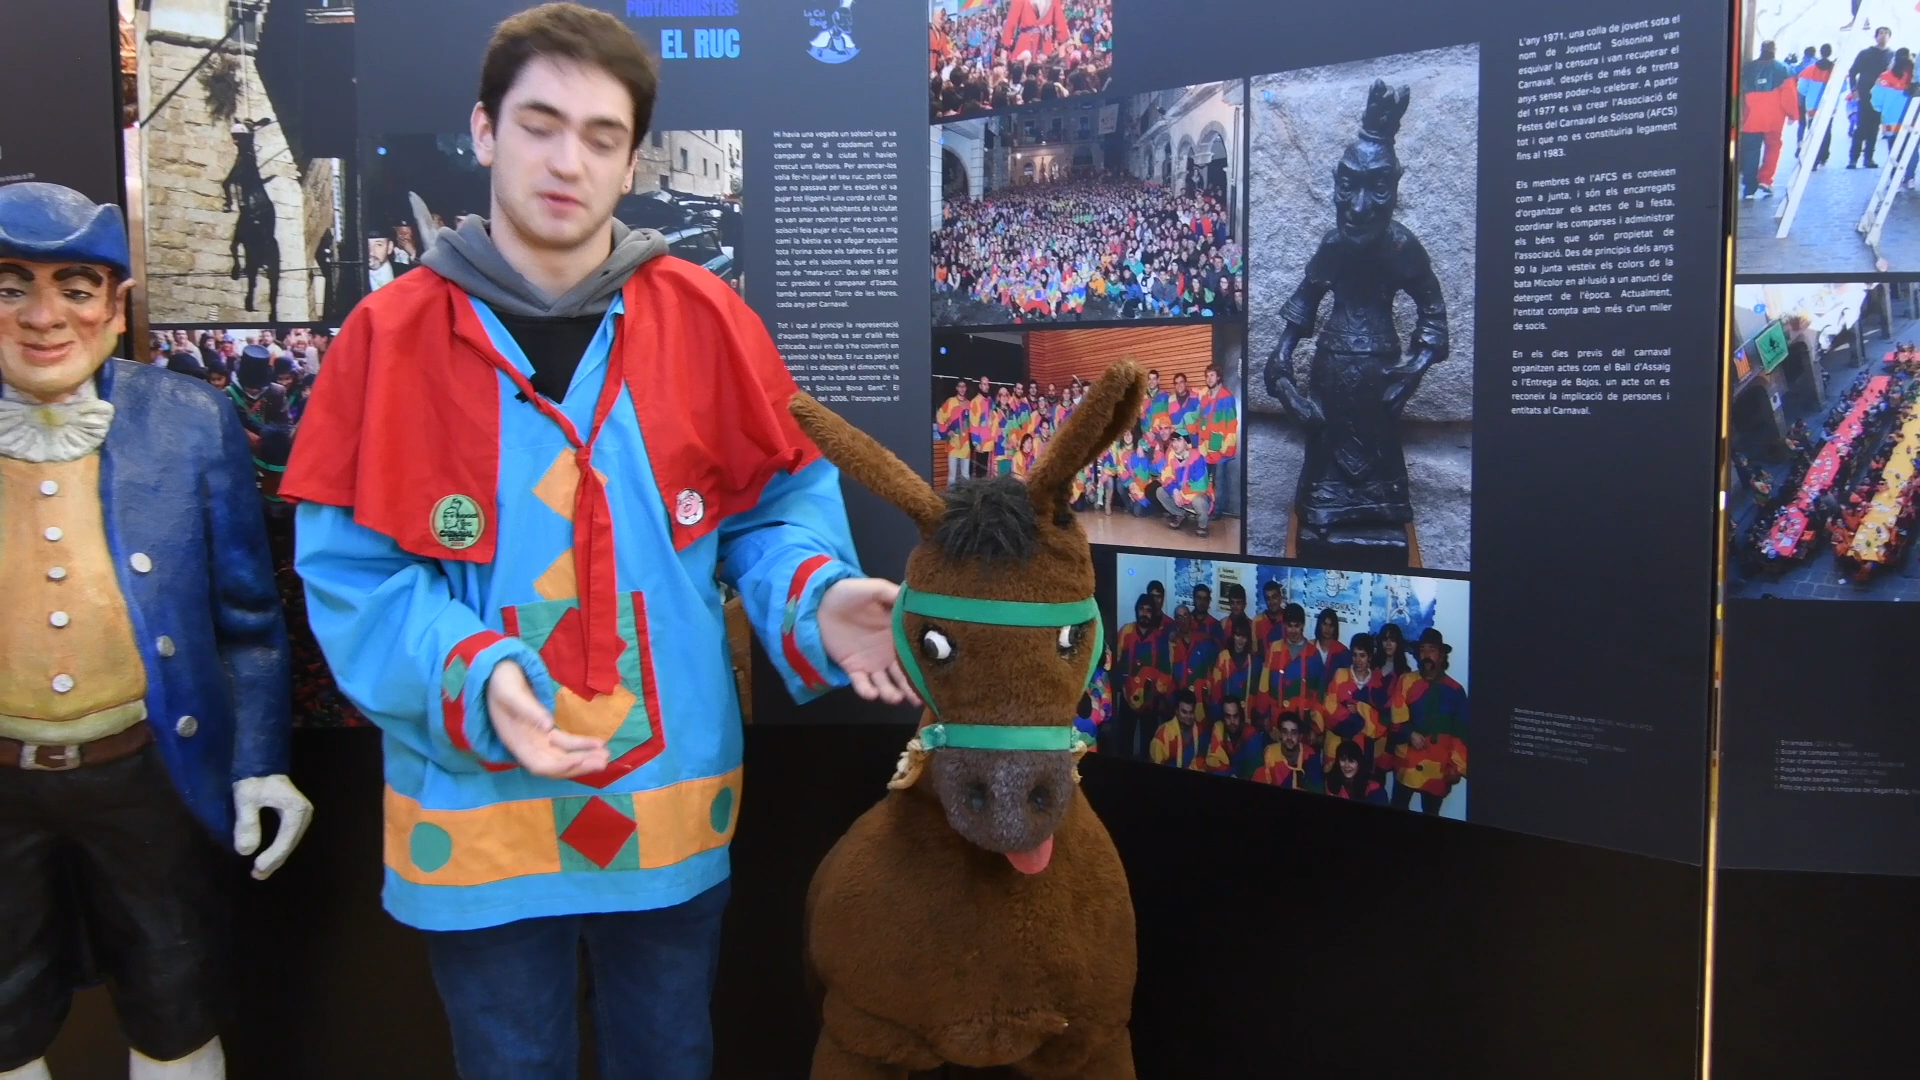 PROTAGONISTES:
EL RUC
Hi havia una vegada un solsoní que va
veure que al capdamunt d'un
campanar de la ciutat hi havien
crescut uns lletsons. Per arrencar-los
volia fer-hi pujar el seu ruc, però com
que no passava per les escales el va
pujar tot lligant-li una corda al coll. De
mica en mica, els habitants de la ciutat
es van anar reunint per veure com el
solsoní feia pujar el ruc, fins que a mig
camí la bèstia es va ofegar expulsant
tota l'orina sobre els tafaners. És per
això, que els solsonins rebem el mal
nom de "mata-rucs". Des del 1985 el
ruc presideix el campanar d'Isanta,
també anomenat Torre de les Hores,
cada any per Carnaval.
Tot i que al principi la representació
d'aquesta llegenda va ser d'allò més
criticada, avui en dia s'ha convertit en
un símbol de la festa. El ruc es penja el
dissabte i es despenja el dimecres, els
actes amb la banda sonora de la
"A Solsona Bona Gent". El
del 2006, l'acompanya el
L'any 1971, una colla de jovent sota el
nom de Joventut Solsonina van
esquivar la censura i van recuperar el
Carnaval, després de més de trenta
anys sense poder-lo celebrar. A partir
del 1977 es va crear l'Associació de
Festes del Carnaval de Solsona (AFCS)
tot i que no es constituiria legament
fins al 1983.
Els membres de l'AFCS es coneixen
com a junta, i són els encarregats
d'organitzar els actes de la festa,
coordinar les comparses i administrar
els béns que són propietat de
l'associació. Des de principis dels anys
90 la junta vesteix els colors de la
bata Micolor en al·lusió a un anunci de
detergent de l'època. Actualment,
l'entitat compta amb més d'un miler
de socis.
En els dies previs del carnaval
organitzen actes com el Ball d'Assaig
o l'Entrega de Bojos, un acte on es
reconeix la implicació de persones i
entitats al Carnaval.